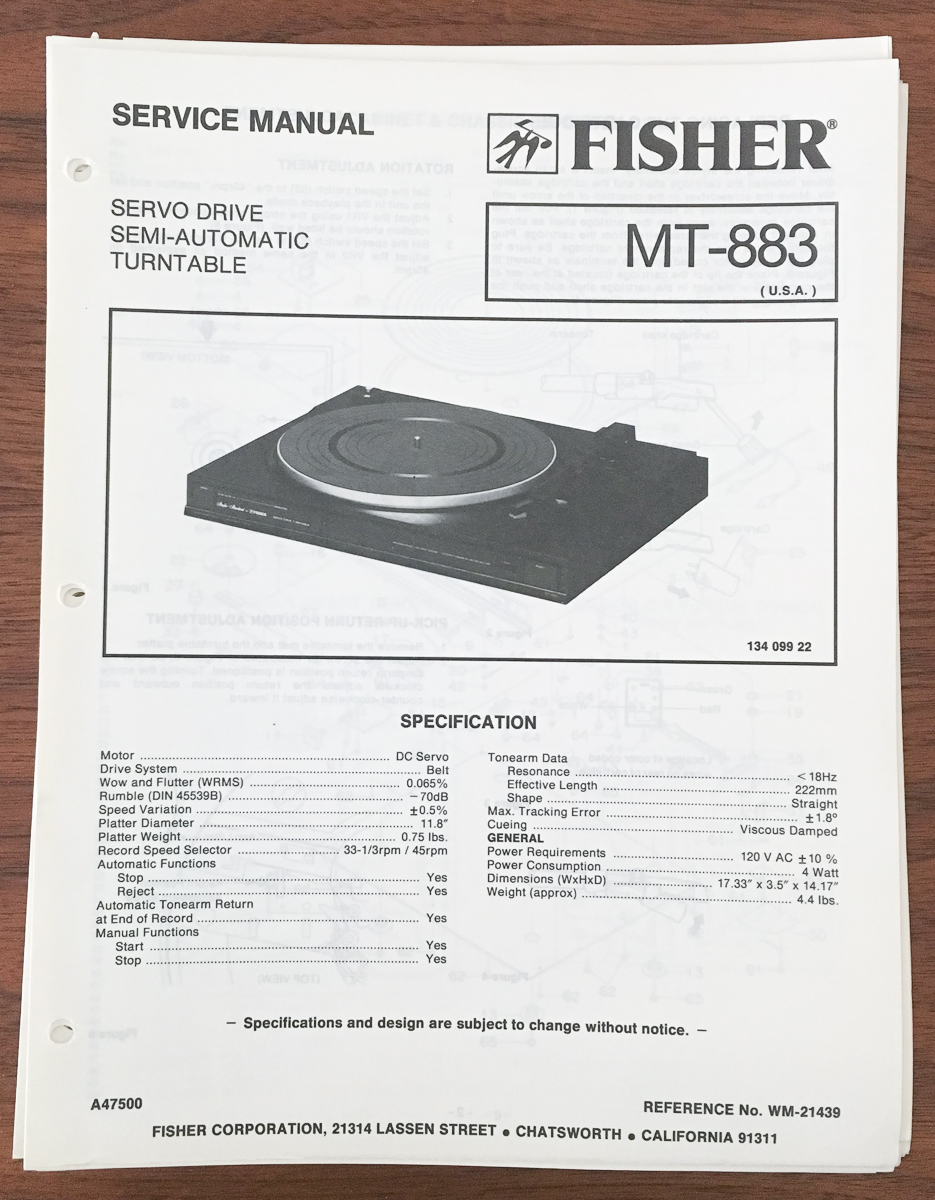 SERVICE MANUAL
FISHER®
SERVO DRIVE
SEMI-AUTOMATIC
TURNTABLE
MT-883
( U.S.A. )
134 099 22
SPECIFICATION
Motor ........ DC Servo
Drive System ........ Belt
Wow and Flutter (WRMS) ........ 0.065%
Rumble (DIN 45539B) ........ −70dB
Speed Variation ........ ±0.5%
Platter Diameter ........ 11.8″
Platter Weight ........ 0.75 lbs.
Record Speed Selector ........ 33-1/3rpm / 45rpm
Automatic Functions
Stop ........ Yes
Reject ........ Yes
Automatic Tonearm Return
at End of Record ........ Yes
Manual Functions
Start ........ Yes
Stop ........ Yes
Tonearm Data
Resonance ........ < 18Hz
Effective Length ........ 222mm
Shape ........ Straight
Max. Tracking Error ........ ±1.8º
Cueing ........ Viscous Damped
GENERAL
Power Requirements ........ 120 V AC ±10 %
Power Consumption ........ 4 Watt
Dimensions (WxHxD) ........ 17.33″ x 3.5″ x 14.17″
Weight (approx) ........ 4.4 lbs.
− Specifications and design are subject to change without notice. −
A47500
REFERENCE No. WM-21439
FISHER CORPORATION, 21314 LASSEN STREET ● CHATSWORTH ● CALIFORNIA 91311